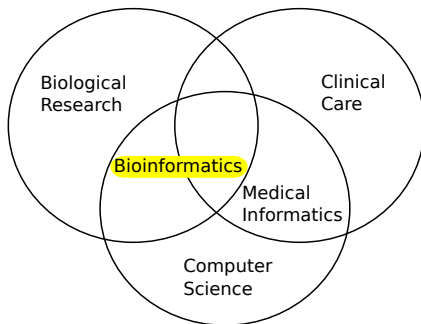 Biological
Research
Clinical
Care
Bioinformatics
Medical
Informatics
Computer
Science